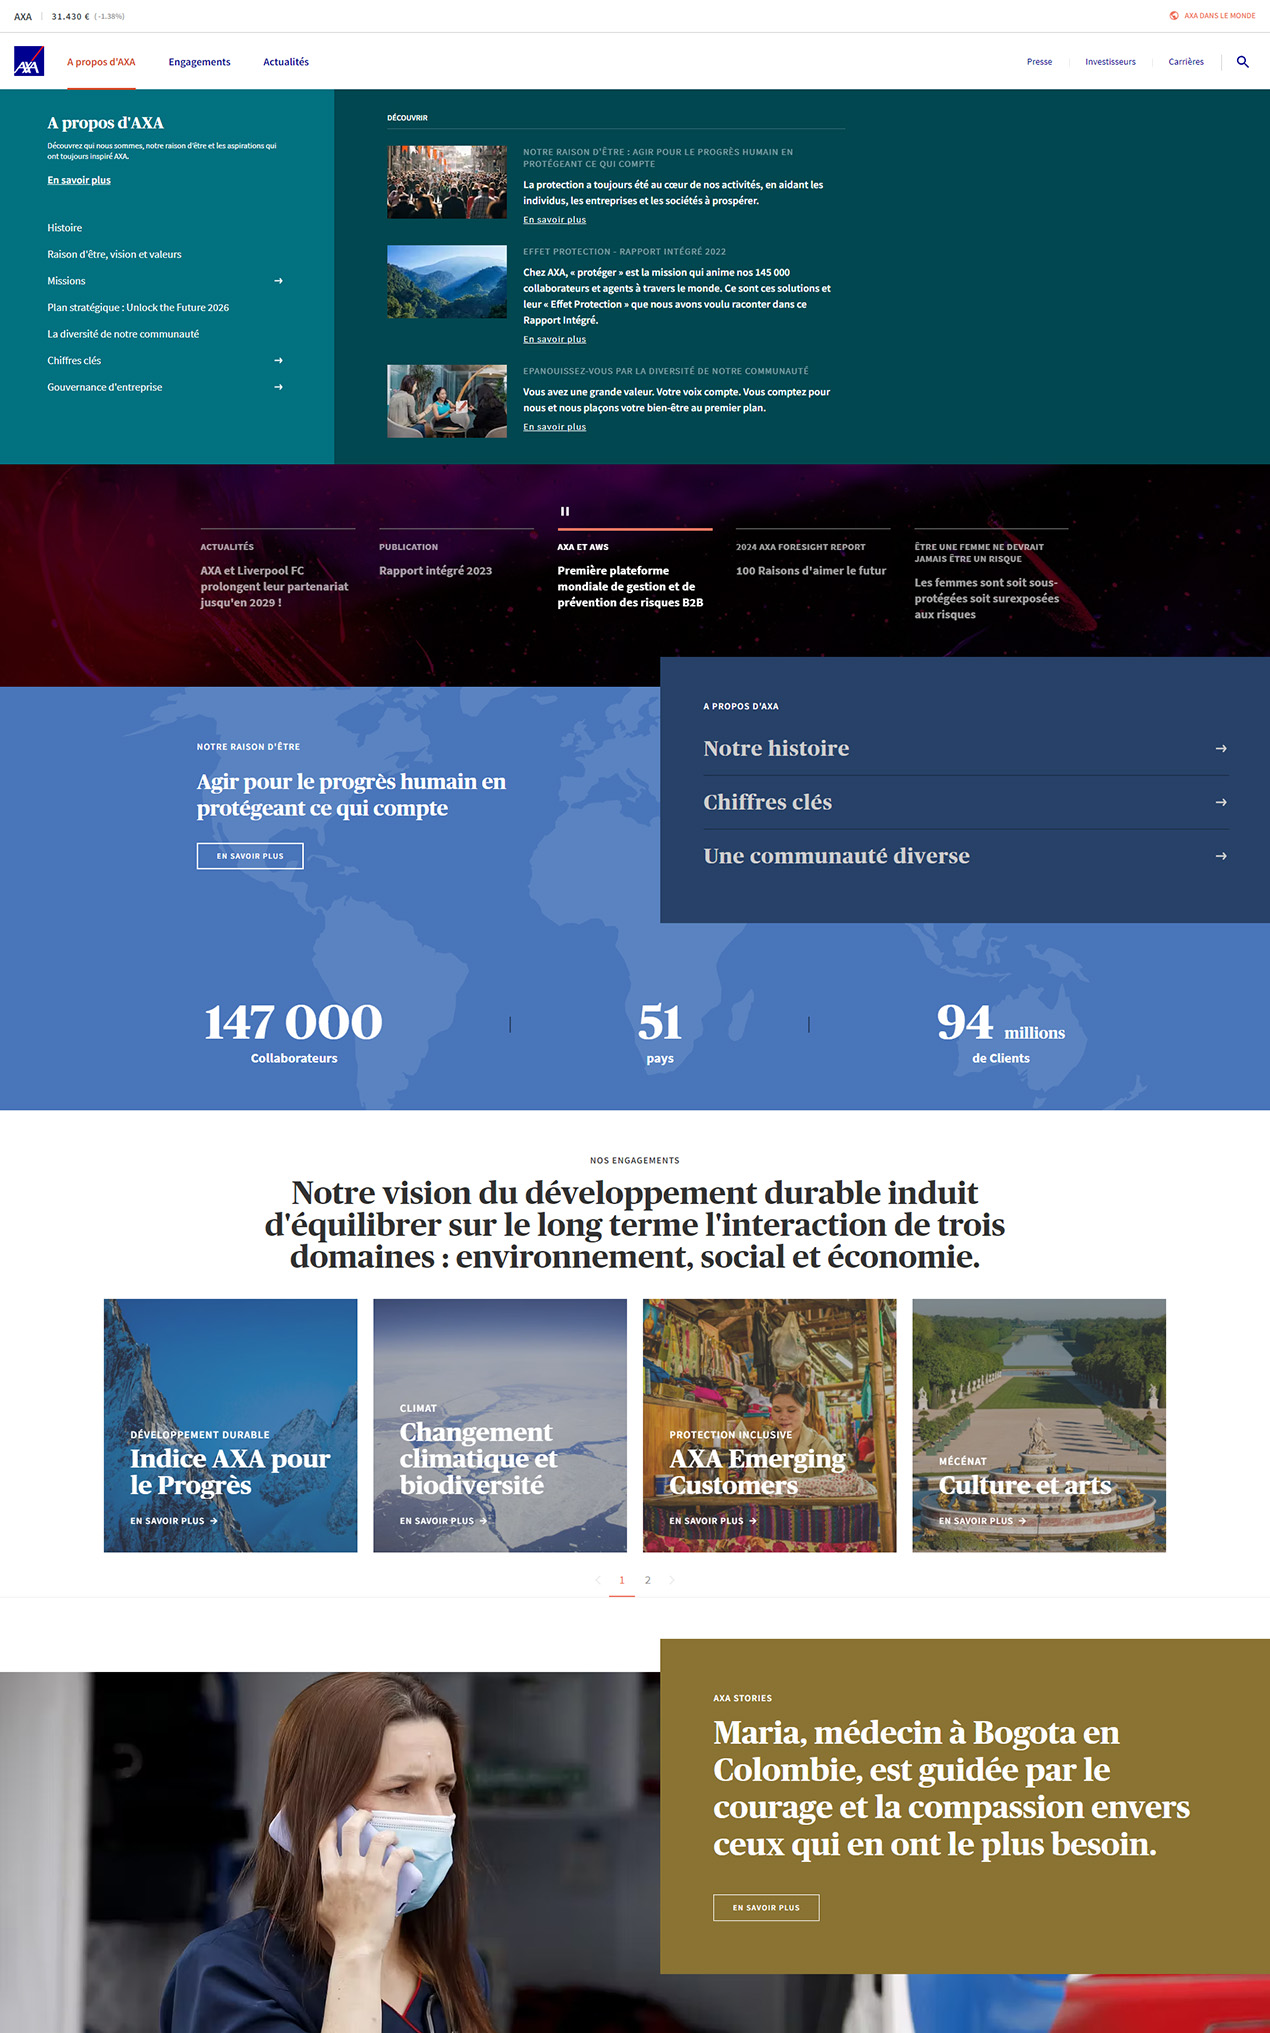 AXA
31.430 €
(-1.38%)
AXA DANS LE MONDE
AXA
A propos d'AXA
Engagements
Actualités
Presse
Investisseurs
Carrières
A propos d'AXA
Découvrez qui nous sommes, notre raison d'être et les aspirations qui
ont toujours inspiré AXA.
En savoir plus
Histoire
Raison d'être, vision et valeurs
Missions
Plan stratégique : Unlock the Future 2026
La diversité de notre communauté
Chiffres clés
Gouvernance d'entreprise
DÉCOUVRIR
NOTRE RAISON D'ÊTRE : AGIR POUR LE PROGRÈS HUMAIN EN
PROTÉGEANT CE QUI COMPTE
La protection a toujours été au cœur de nos activités, en aidant les
individus, les entreprises et les sociétés à prospérer.
En savoir plus
EFFET PROTECTION - RAPPORT INTÉGRÉ 2022
Chez AXA, « protéger » est la mission qui anime nos 145 000
collaborateurs et agents à travers le monde. Ce sont ces solutions et
leur « Effet Protection » que nous avons voulu raconter dans ce
Rapport Intégré.
En savoir plus
EPANOUISSEZ-VOUS PAR LA DIVERSITÉ DE NOTRE COMMUNAUTÉ
Vous avez une grande valeur. Votre voix compte. Vous comptez pour
nous et nous plaçons votre bien-être au premier plan.
En savoir plus
ACTUALITÉS
AXA et Liverpool FC
prolongent leur partenariat
jusqu'en 2029 !
PUBLICATION
Rapport intégré 2023
AXA ET AWS
Première plateforme
mondiale de gestion et de
prévention des risques B2B
2024 AXA FORESIGHT REPORT
100 Raisons d'aimer le futur
ÊTRE UNE FEMME NE DEVRAIT
JAMAIS ÊTRE UN RISQUE
Les femmes sont soit sous-
protégées soit surexposées
aux risques
NOTRE RAISON D'ÊTRE
Agir pour le progrès humain en
protégeant ce qui compte
EN SAVOIR PLUS
A PROPOS D'AXA
Notre histoire
Chiffres clés
Une communauté diverse
147 000
Collaborateurs
51
pays
94 millions
de Clients
NOS ENGAGEMENTS
Notre vision du développement durable induit
d'équilibrer sur le long terme l'interaction de trois
domaines : environnement, social et économie.
DÉVELOPPEMENT DURABLE
Indice AXA pour
le Progrès
EN SAVOIR PLUS
CLIMAT
Changement
climatique et
biodiversité
EN SAVOIR PLUS
PROTECTION INCLUSIVE
AXA Emerging
Customers
EN SAVOIR PLUS
MÉCÉNAT
Culture et arts
EN SAVOIR PLUS
1
2
AXA STORIES
Maria, médecin à Bogota en
Colombie, est guidée par le
courage et la compassion envers
ceux qui en ont le plus besoin.
EN SAVOIR PLUS